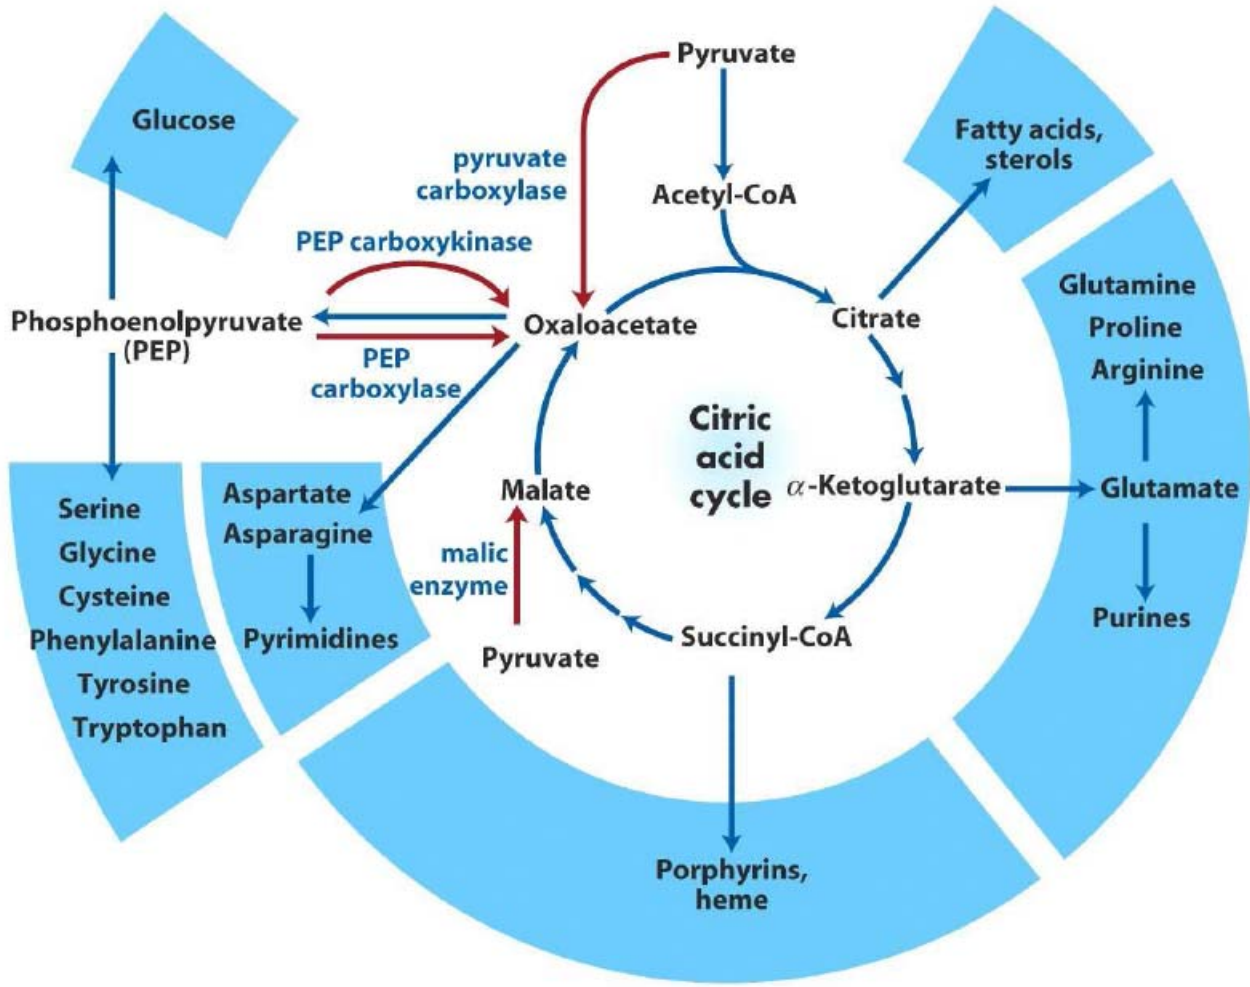 Pyruvate
Glucose
Fatty acids,
sterols
pyruvate
carboxylase
Acetyl-CoA
PEP carboxykinase
Phosphoenolpyruvate
(PEP)
Oxaloacetate
Citrate
PEP
carboxylase
Glutamine
Proline
Arginine
Citric
acid
cycle
Malate
α-Ketoglutarate
Glutamate
Purines
Serine
Glycine
Cysteine
Phenylalanine
Tyrosine
Tryptophan
Aspartate
Asparagine
Pyrimidines
malic
enzyme
Pyruvate
Succinyl-CoA
Porphyrins,
heme